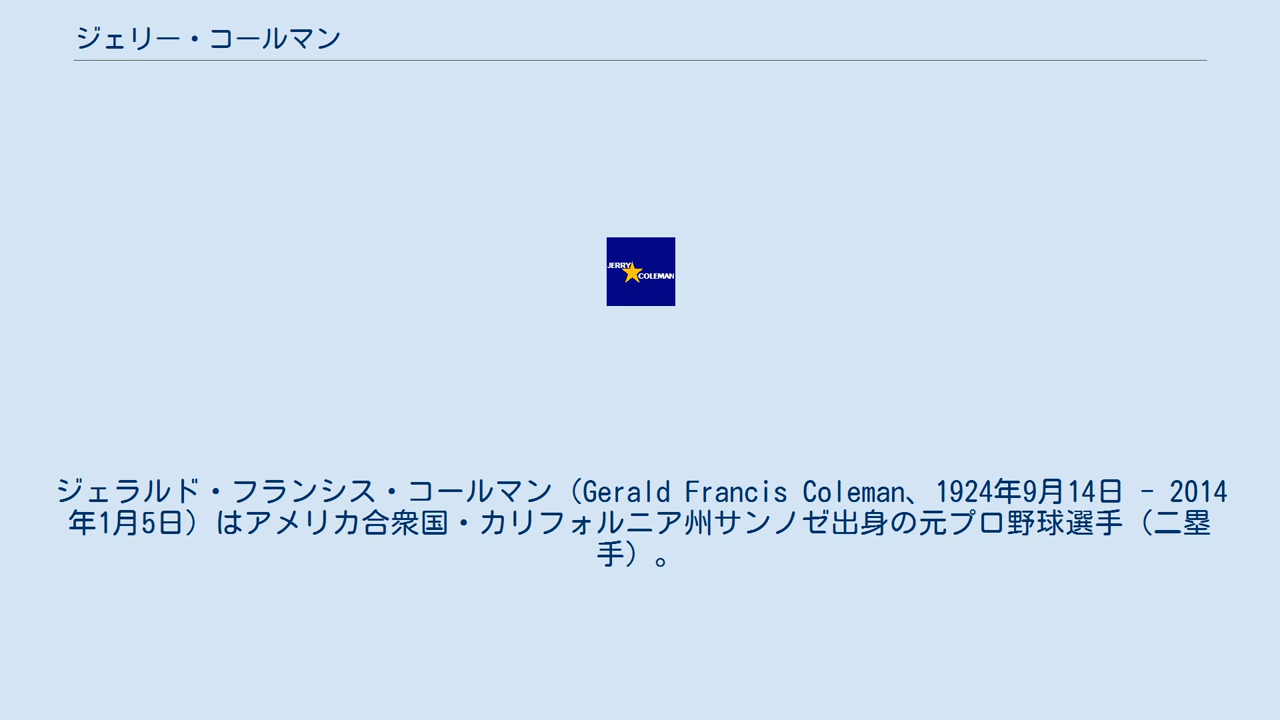 ジェリー・コールマン
JERRY
COLEMAN
ジェラルド・フランシス・コールマン（Gerald Francis Coleman、1924年9月14日 - 2014
年1月5日）はアメリカ合衆国・カリフォルニア州サンノゼ出身の元プロ野球選手（二塁
手）。